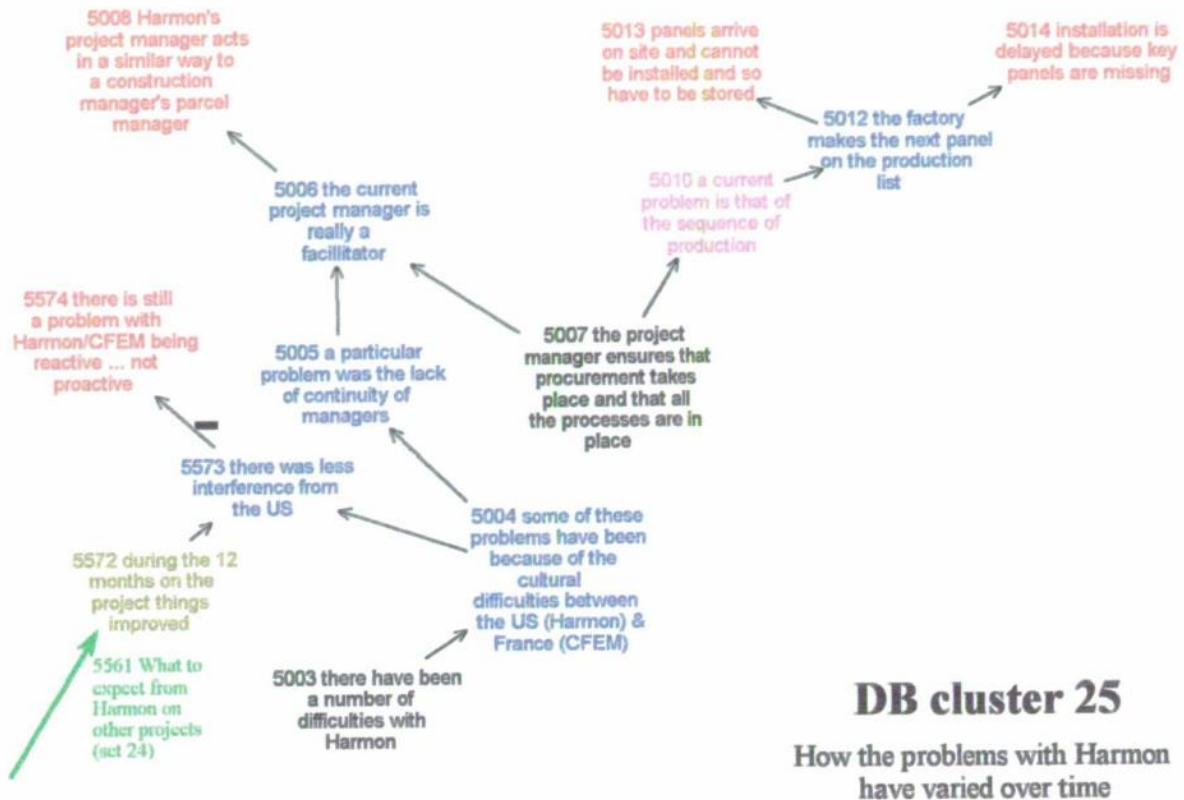 5008 Harmon's
project manager acts
in a similar way to
a construction
manager's parcel
manager
5013 panels arrive
on site and cannot
be installed and so
have to be stored
5014 installation is
delayed because key
panels are missing
5012 the factory
makes the next panel
on the production
list
5006 the current
project manager is
really a
facillitator
5010 a current
problem is that of
the sequence of
production
5574 there is still
a problem with
Harmon/CFEM being
reactive ... not
proactive
5005 a particular
problem was the lack
of continuity of
managers
5007 the project
manager ensures that
procurement takes
place and that all
the processes are in
place
5573 there was less
interference from
the US
5004 some of these
problems have been
because of the
cultural
difficulties between
the US (Harmon) &
France (CFEM)
5572 during the 12
months on the
project things
improved
5561 What to
expect from
Harmon on
other projects
(set 24)
5003 there have been
a number of
difficulties with
Harmon
DB cluster 25
How the problems with Harmon
have varied over time